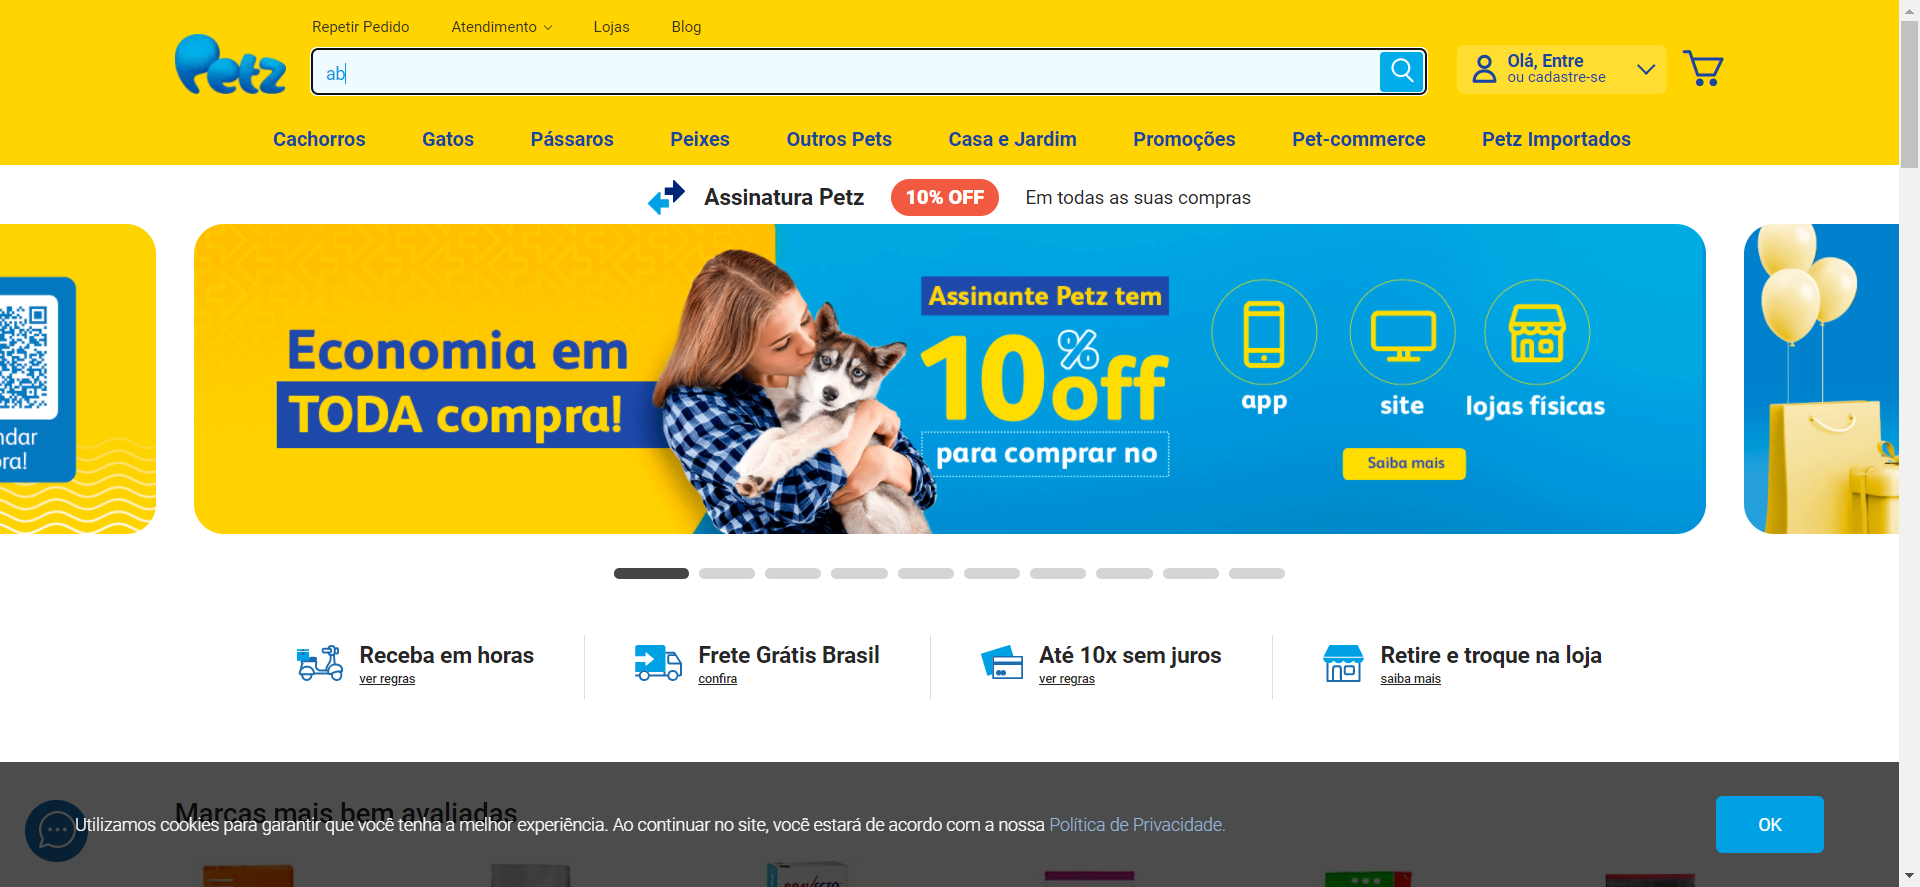 Repetir Pedido
Atendimento
Lojas
Blog
Petz
ab
Olá, Entre
ou cadastre-se
Cachorros
Gatos
Pássaros
Peixes
Outros Pets
Casa e Jardim
Promoções
Pet-commerce
Petz Importados
Assinatura Petz
10% OFF
Em todas as suas compras
Economia em
TODA compra!
Assinante Petz tem
10% off
para comprar no
app
site
lojas físicas
Saiba mais
Receba em horas
ver regras
Frete Grátis Brasil
confira
Até 10x sem juros
ver regras
Retire e troque na loja
saiba mais
Marcas mais bem avaliadas
Utilizamos cookies para garantir que você tenha a melhor experiência. Ao continuar no site, você estará de acordo com a nossa Política de Privacidade.
OK